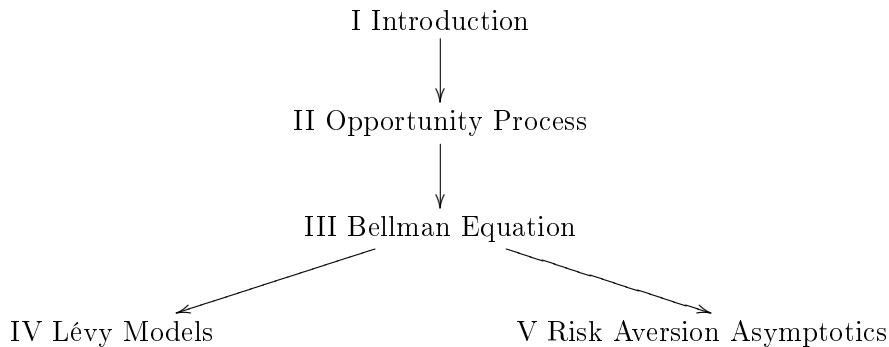 I Introduction
II Opportunity Process
III Bellman Equation
IV Lévy Models
V Risk Aversion Asymptotics